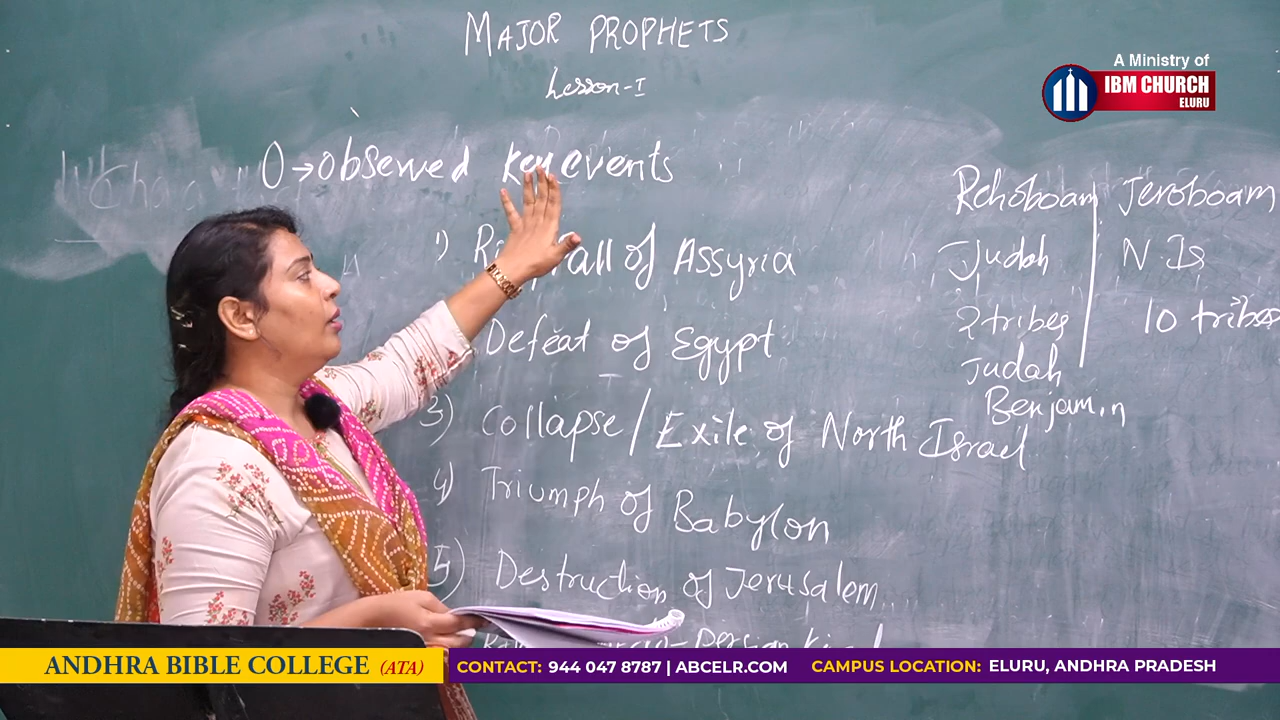 MAJOR PROPHETS
Lesson-I
A Ministry of
IBM CHURCH
ELURU
→ observed key events
1) fall of Assyria
Defeat of Egypt
3) Collapse/Exile of North Israel
4) Triumph of Babylon
5) Destruction of Jerusalem
Persian
Rehoboam Jeroboam
Judah N Is
2 tribes 10 tribes
Judah
Benjamin
ANDHRA BIBLE COLLEGE (ATA)
CONTACT: 944 047 8787 | ABCELR.COM CAMPUS LOCATION: ELURU, ANDHRA PRADESH